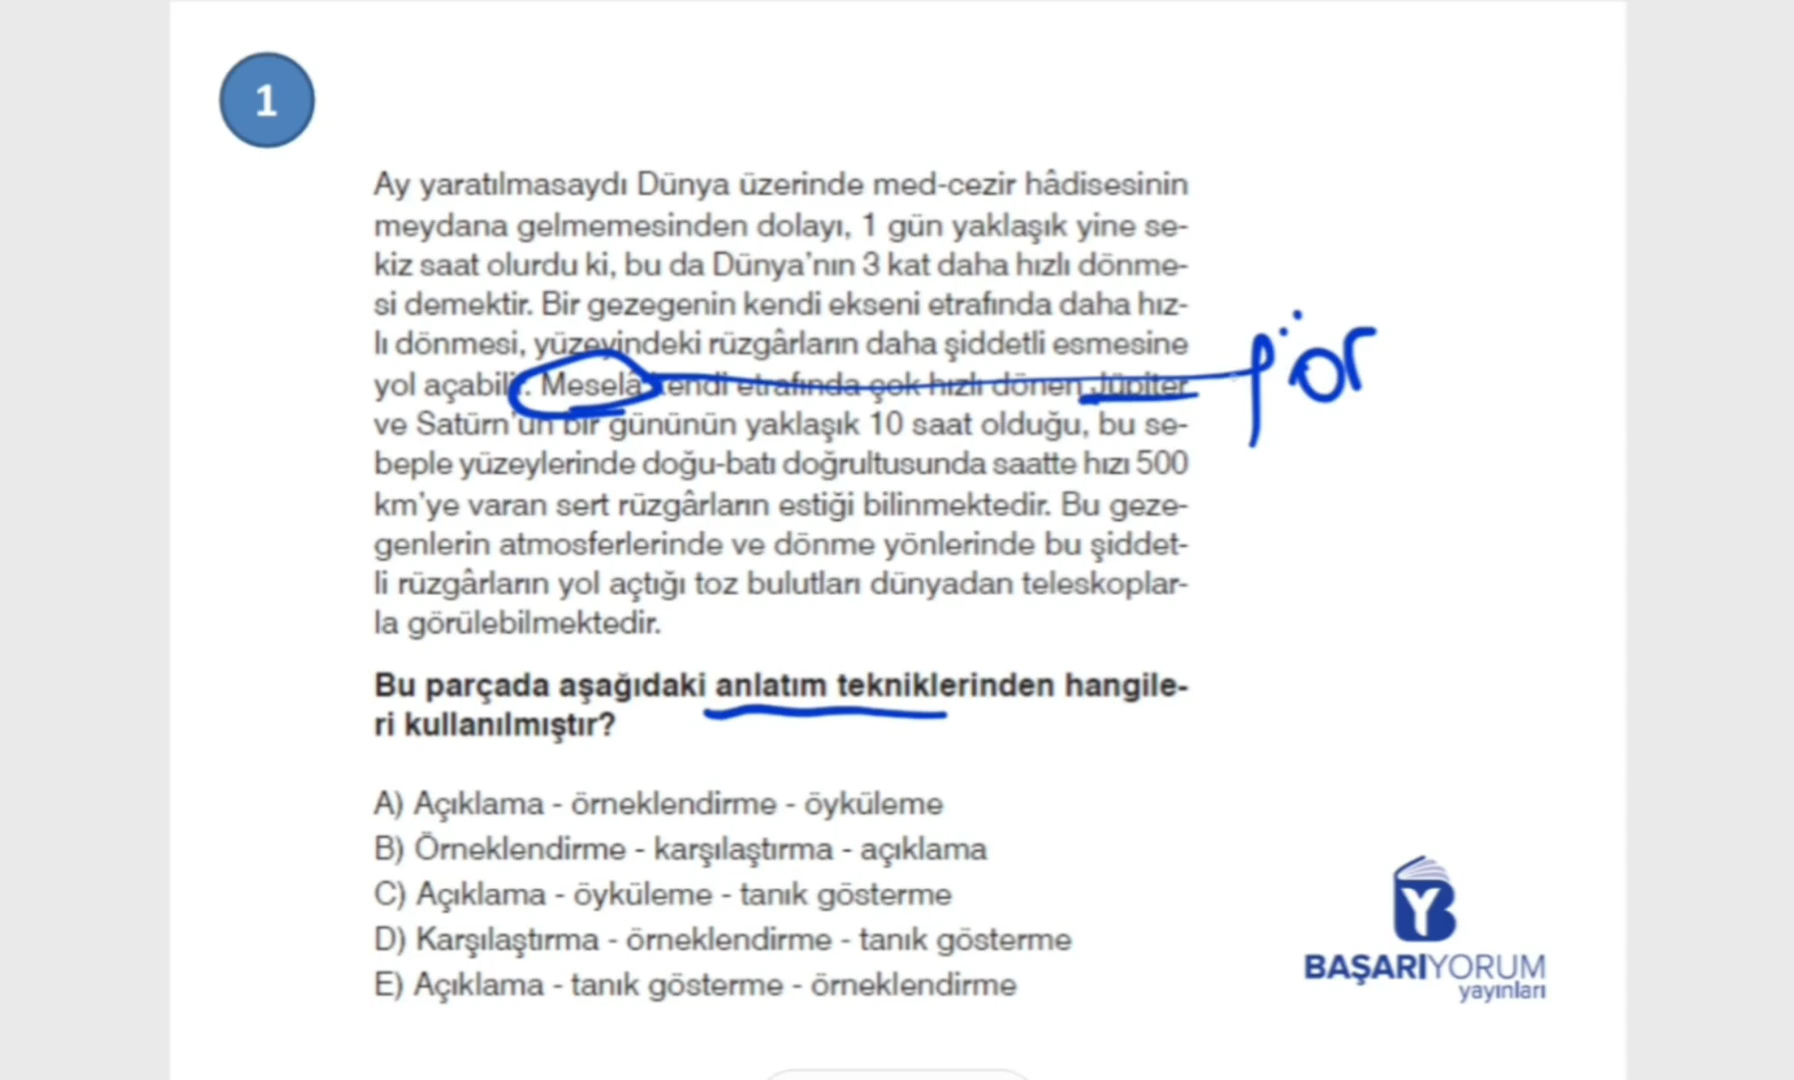 1
Ay yaratılmasaydı Dünya üzerinde med-cezir hâdisesinin
meydana gelmemesinden dolayı, 1 gün yaklaşık yine se-
kiz saat olurdu ki, bu da Dünya'nın 3 kat daha hızlı dönme-
si demektir. Bir gezegenin kendi ekseni etrafında daha hız-
lı dönmesi, yüzeyindeki rüzgârların daha şiddetli esmesine
yol açabilir. Meselâ kendi etrafında çok hızlı dönen Jüpiter
ve Satürn'ün bir gününün yaklaşık 10 saat olduğu, bu se-
beple yüzeylerinde doğu-batı doğrultusunda saatte hızı 500
km'ye varan sert rüzgârların estiği bilinmektedir. Bu geze-
genlerin atmosferlerinde ve dönme yönlerinde bu şiddet-
li rüzgârların yol açtığı toz bulutları dünyadan teleskoplar-
la görülebilmektedir.
Bu parçada aşağıdaki anlatım tekniklerinden hangile-
ri kullanılmıştır?
A) Açıklama - örneklendirme - öyküleme
B) Örneklendirme - karşılaştırma - açıklama
C) Açıklama - öyküleme - tanık gösterme
D) Karşılaştırma - örneklendirme - tanık gösterme
E) Açıklama - tanık gösterme - örneklendirme
BAŞARIYORUM
yayınları